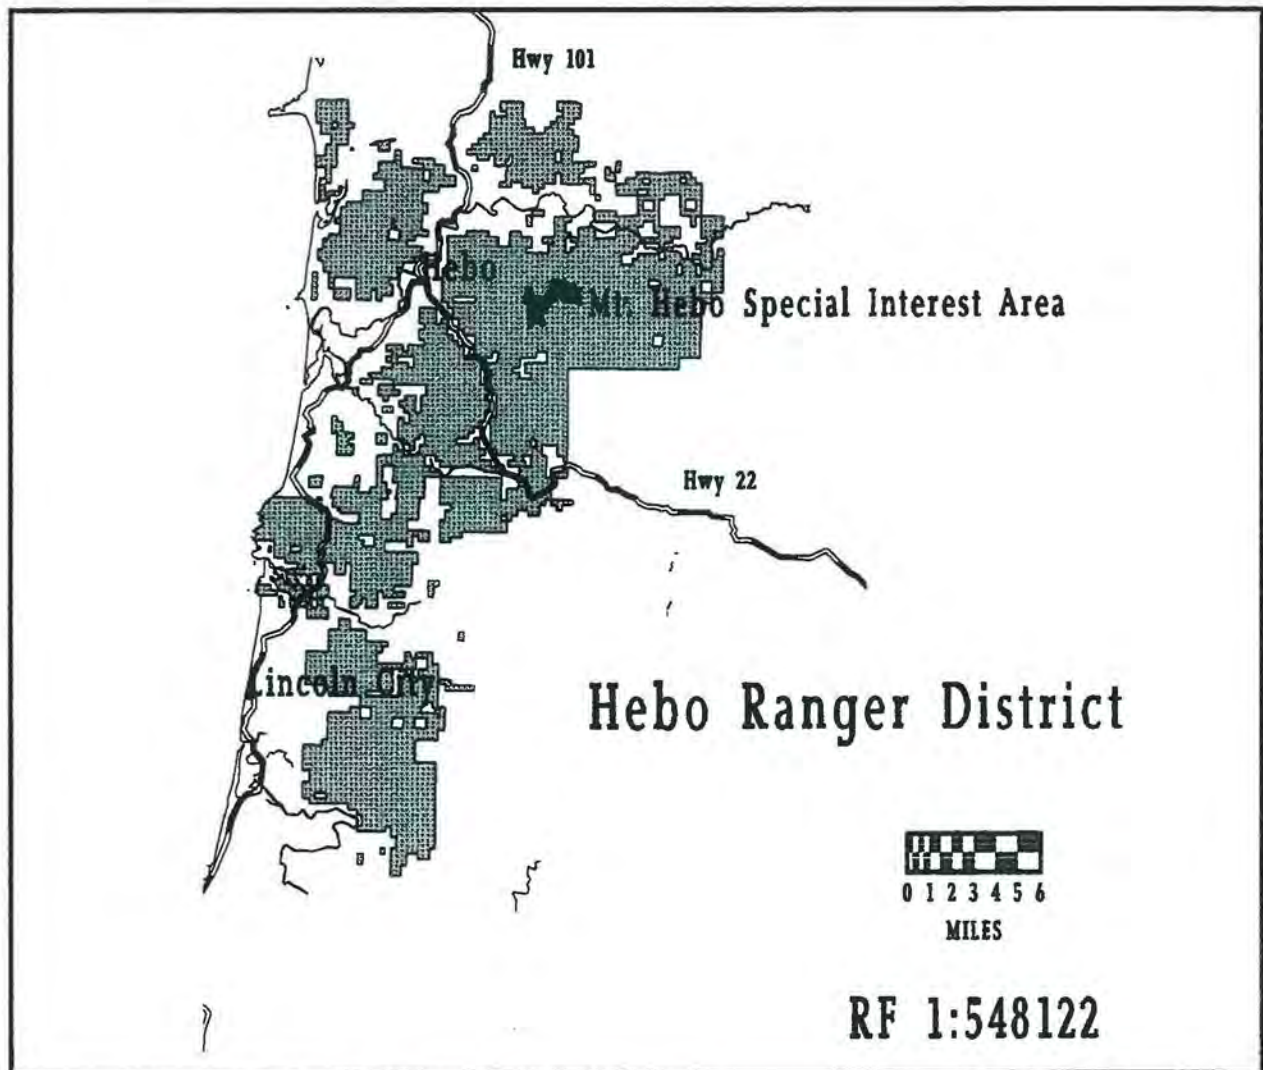 Hwy 101
Hebo
Mt. Hebo Special Interest Area
Hwy 22
Lincoln City
Hebo Ranger District
0 1 2 3 4 5 6
MILES
RF 1:548122